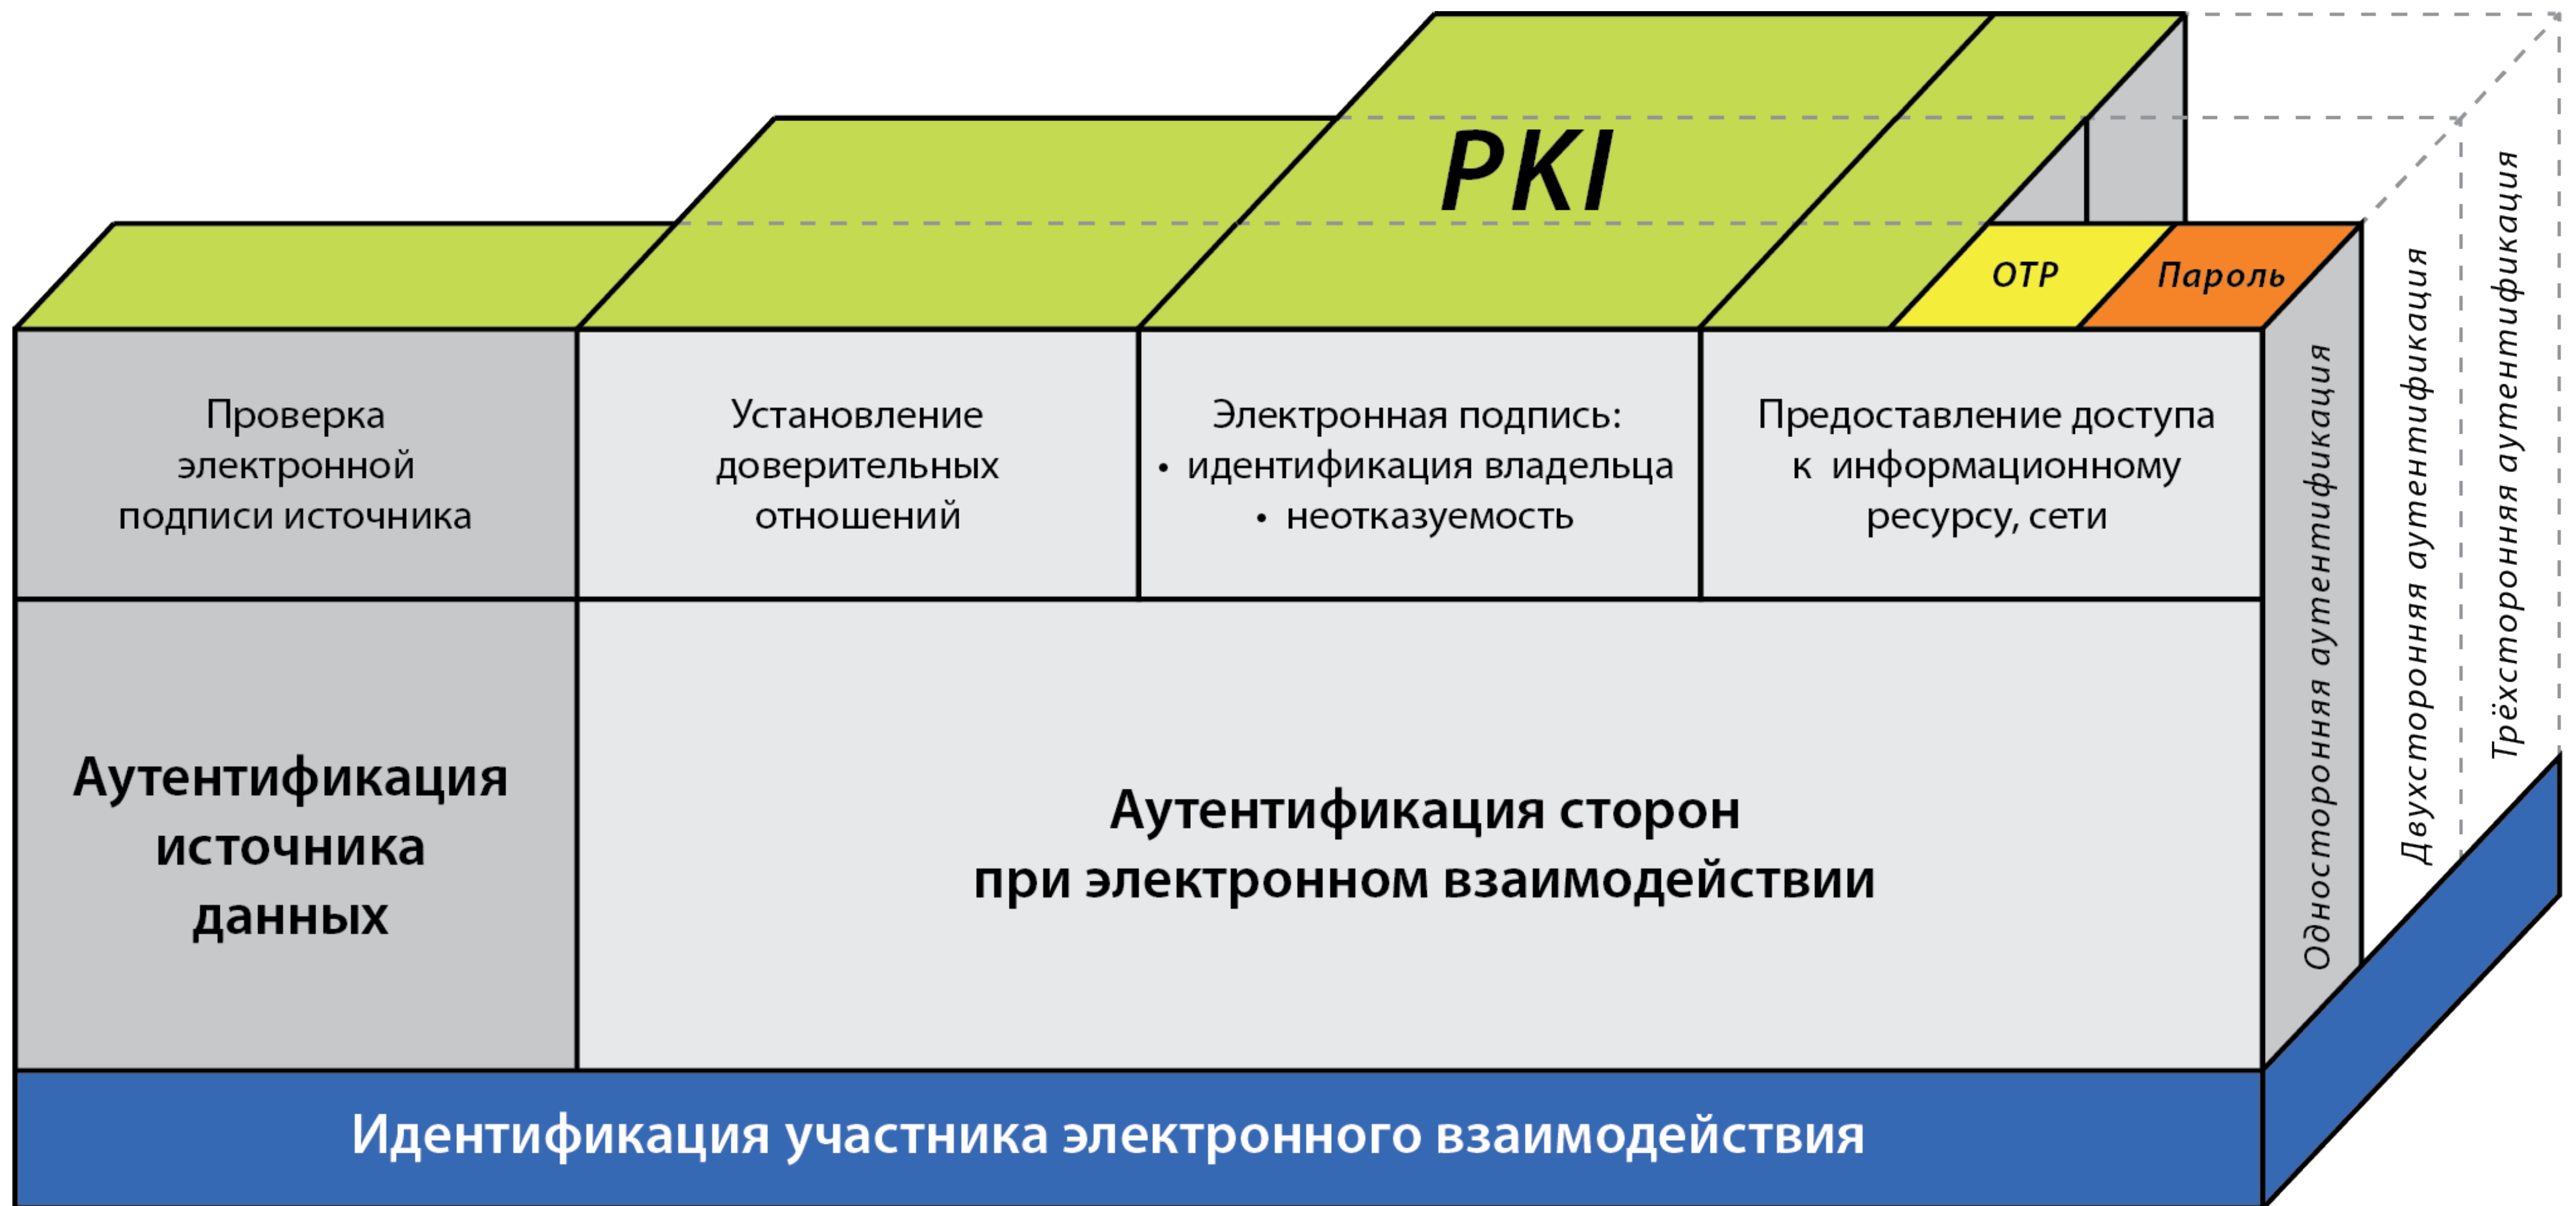 PKI
OTP
Пароль
Проверка
электронной
подписи источника
Установление
доверительных
отношений
Электронная подпись:
• идентификация владельца
• неотказуемость
Предоставление доступа
к информационному
ресурсу, сети
Односторонняя аутентификация
Двухсторонняя аутентификация
Трёхсторонняя аутентификация
Аутентификация
источника
данных
Аутентификация сторон
при электронном взаимодействии
Идентификация участника электронного взаимодействия